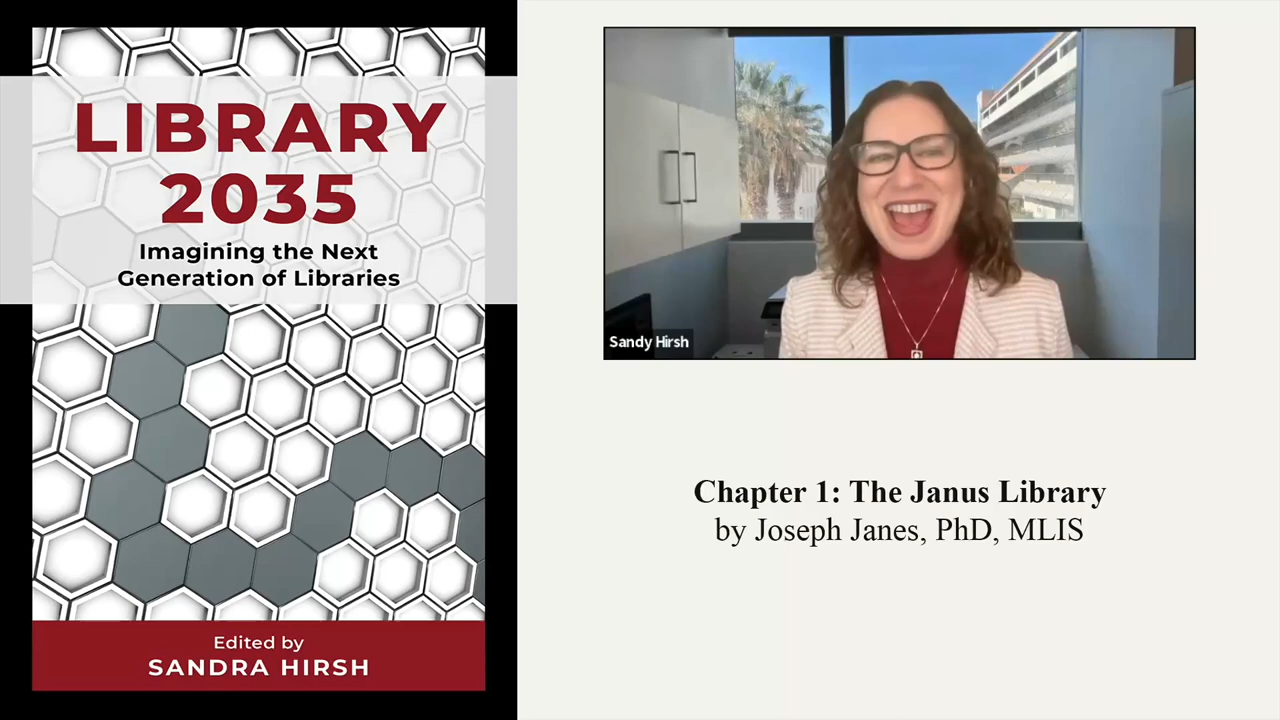 LIBRARY
2035
Imagining the Next
Generation of Libraries
Edited by
SANDRA HIRSH
Sandy Hirsh
Chapter 1: The Janus Library
by Joseph Janes, PhD, MLIS